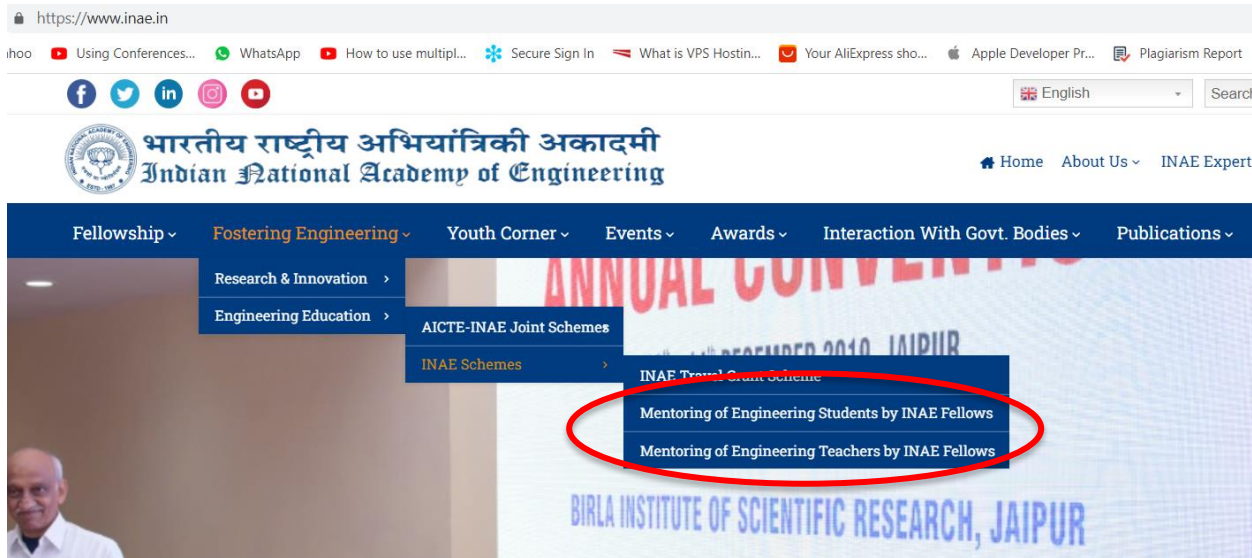 https://www.inae.in
Using Conferences... WhatsApp How to use multipl... Secure Sign In What is VPS Hostin... Your AliExpress sho... Apple Developer Pr... Plagiarism Report
English
भारतीय राष्ट्रीय अभियांत्रिकी अकादमी
Indian National Academy of Engineering
Home About Us INAE Expert
Fellowship Fostering Engineering Youth Corner Events Awards Interaction With Govt. Bodies Publications
Research & Innovation
Engineering Education
AICTE-INAE Joint Schemes
INAE Schemes
INAE Travel Grant Scheme
Mentoring of Engineering Students by INAE Fellows
Mentoring of Engineering Teachers by INAE Fellows
ANNUAL
DECEMBER 2019, JAIPUR
BIRLA INSTITUTE OF SCIENTIFIC RESEARCH, JAIPUR